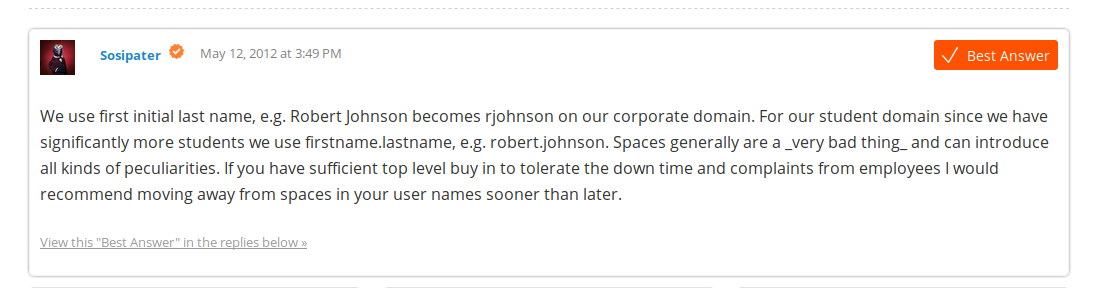 Sosipater May 12, 2012 at 3:49 PM Best Answer
We use first initial last name, e.g. Robert Johnson becomes rjohnson on our corporate domain. For our student domain since we have
significantly more students we use firstname.lastname, e.g. robert.johnson. Spaces generally are a _very bad thing_ and can introduce
all kinds of peculiarities. If you have sufficient top level buy in to tolerate the down time and complaints from employees I would
recommend moving away from spaces in your user names sooner than later.
View this "Best Answer" in the replies below »